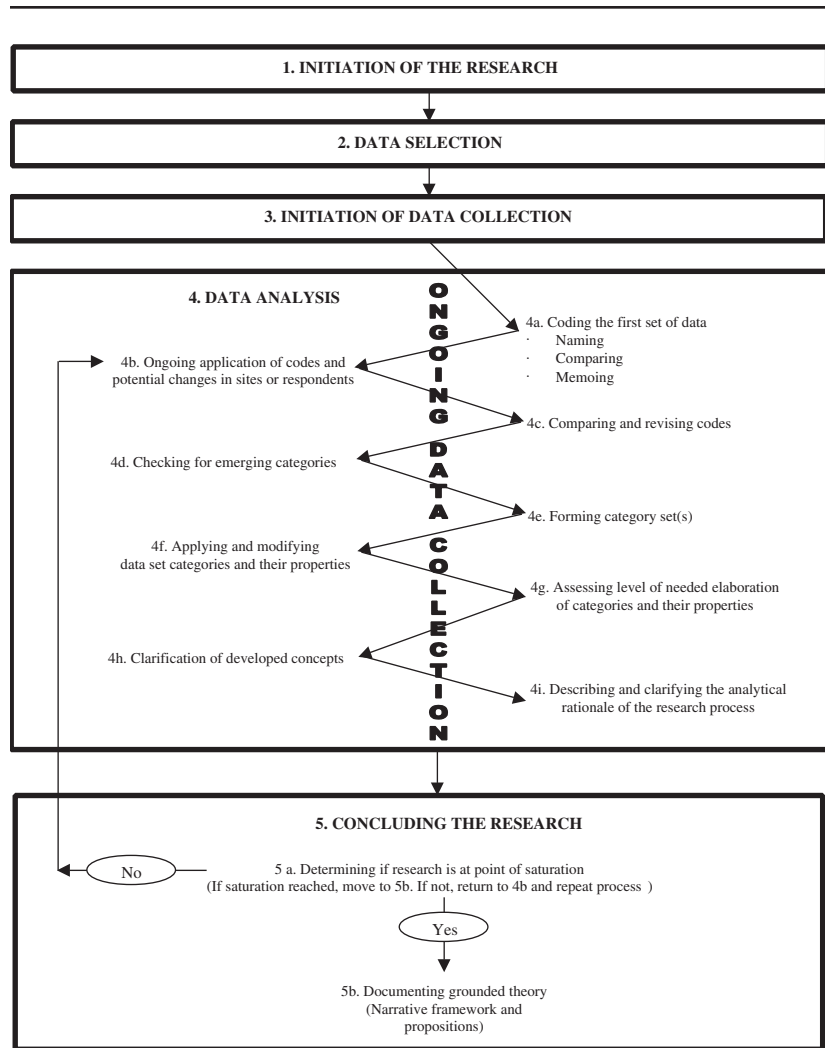 1. INITIATION OF THE RESEARCH
2. DATA SELECTION
3. INITIATION OF DATA COLLECTION
4. DATA ANALYSIS
ONGOING DATA COLLECTION
4a. Coding the first set of data
· Naming
· Comparing
· Memoing
4b. Ongoing application of codes and
potential changes in sites or respondents
4c. Comparing and revising codes
4d. Checking for emerging categories
4e. Forming category set(s)
4f. Applying and modifying
data set categories and their properties
4g. Assessing level of needed elaboration
of categories and their properties
4h. Clarification of developed concepts
4i. Describing and clarifying the analytical
rationale of the research process
5. CONCLUDING THE RESEARCH
5 a. Determining if research is at point of saturation
(If saturation reached, move to 5b. If not, return to 4b and repeat process )
No
Yes
5b. Documenting grounded theory
(Narrative framework and
propositions)